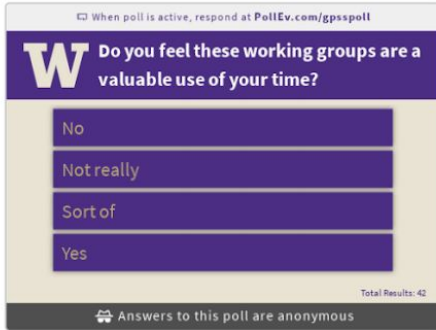 When poll is active, respond at PollEv.com/gpsspoll
W
Do you feel these working groups are a
valuable use of your time?
No
Not really
Sort of
Yes
Total Results: 42
Answers to this poll are anonymous